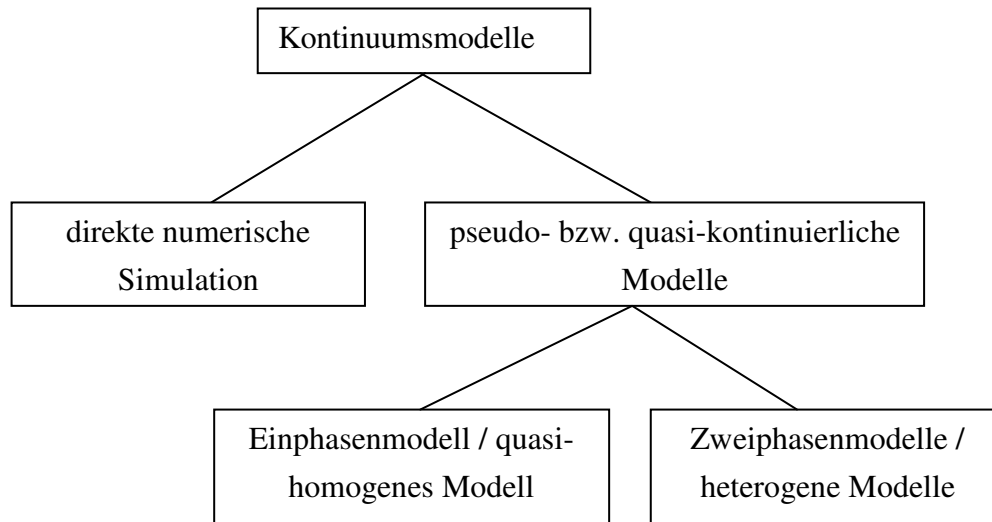 Kontinuumsmodelle
direkte numerische
Simulation
pseudo- bzw. quasi-kontinuierliche
Modelle
Einphasenmodell / quasi-
homogenes Modell
Zweiphasenmodelle /
heterogene Modelle